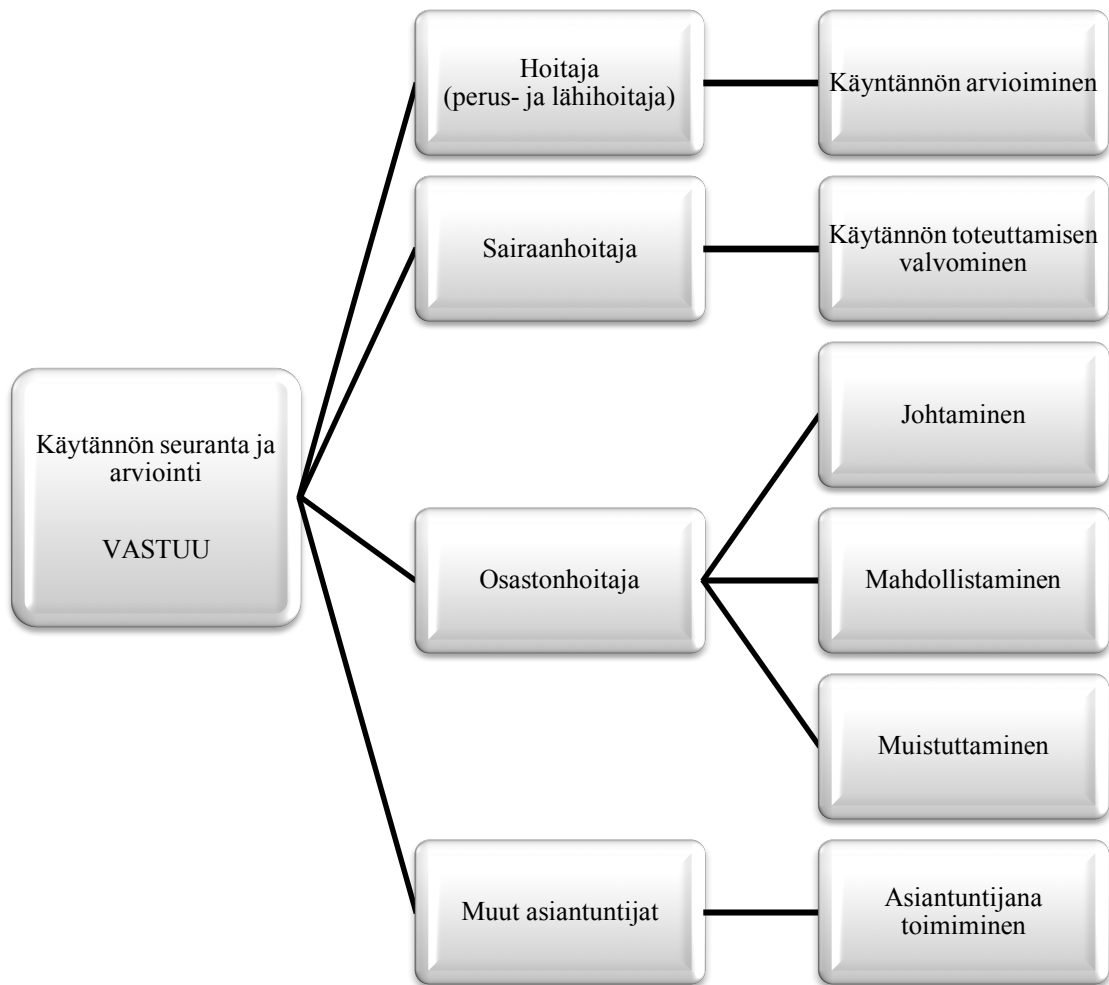 Hoitaja
(perus- ja lähihoitaja)
Käyntännön arvioiminen
Sairaanhoitaja
Käytännön toteuttamisen
valvominen
Käytännön seuranta ja
arviointi
VASTUU
Osastonhoitaja
Johtaminen
Mahdollistaminen
Muistuttaminen
Muut asiantuntijat
Asiantuntijana
toimiminen